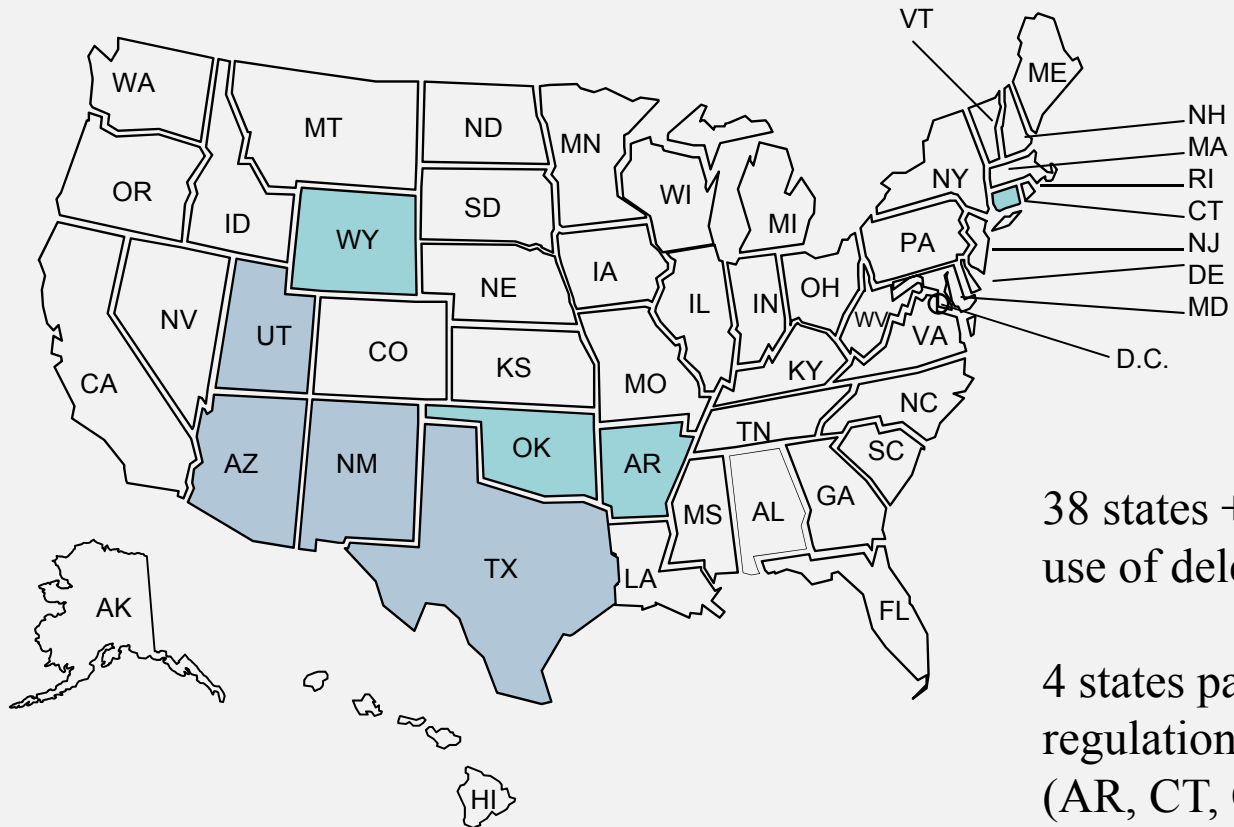 VT
ME
WA
NH
MT
ND
MN
MA
OR
NY
RI
SD
WI
ID
MI
CT
WY
PA
NJ
IA
DE
NE
OH
IL
IN
MD
NV
WV
UT
VA
CO
D.C.
KS
MO
KY
CA
NC
TN
OK
SC
AZ
NM
AR
GA
MS
AL
TX
LA
AK
FL
HI
38 states +
use of
4 states
regulation
(AR, CT,